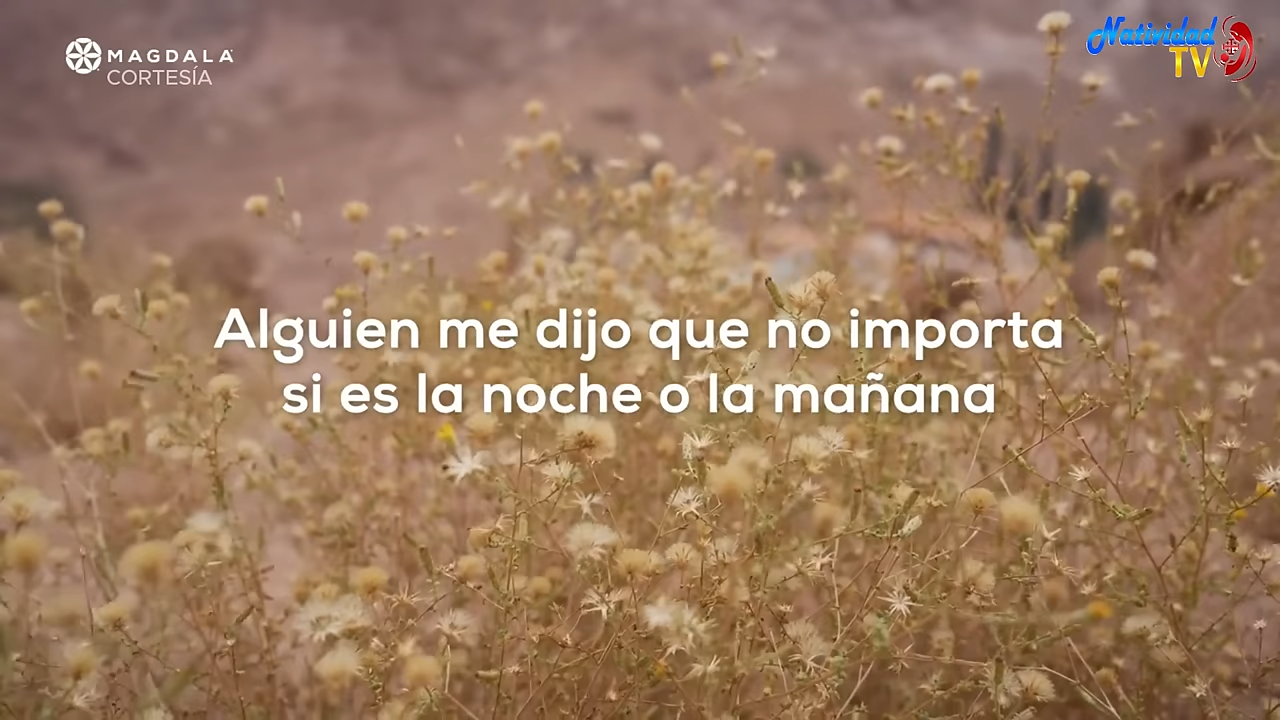 MAGDALA
CORTESÍA
Natividad
TV
Alguien me dijo que no importa
si es la noche o la mañana